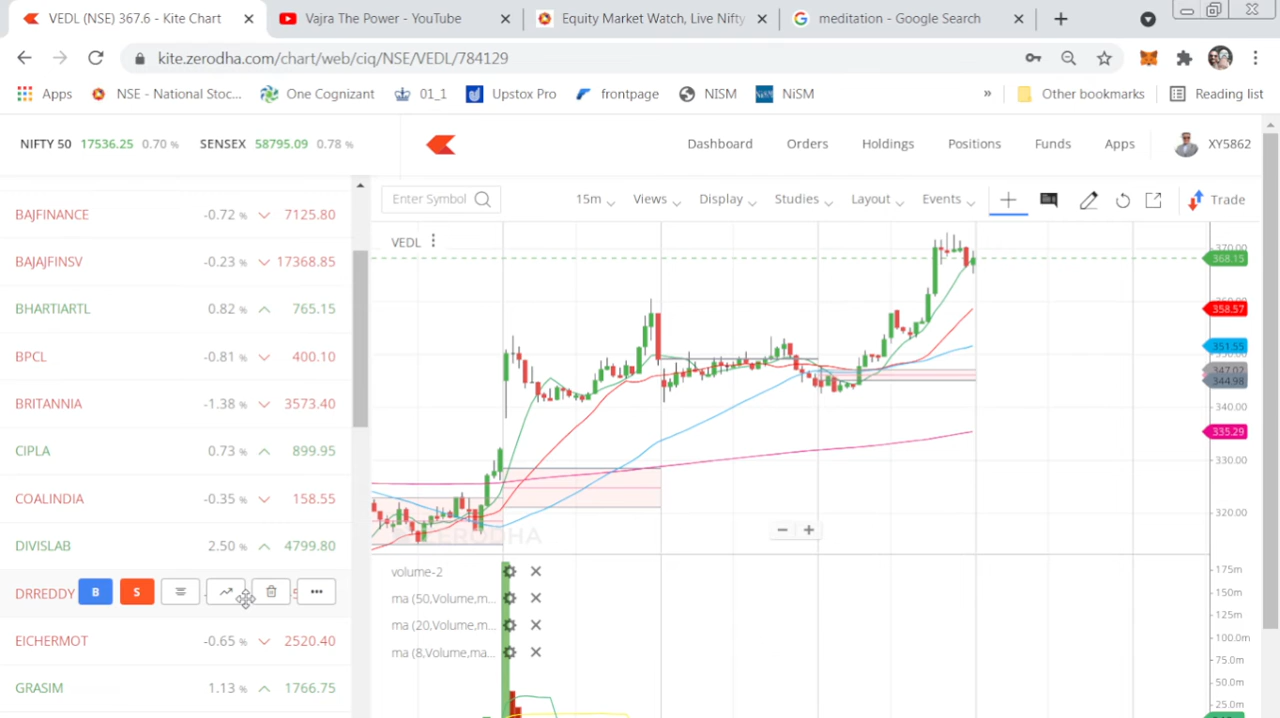 VEDL (NSE) 367.6 - Kite Chart
Vajra The Power - YouTube
Equity Market Watch, Live Nifty
meditation - Google Search
kite.zerodha.com/chart/web/ciq/NSE/VEDL/784129
Apps
NSE - National Stoc...
One Cognizant
01_1
Upstox Pro
frontpage
NISM
NiSM
»
Other bookmarks
Reading list
NIFTY 50 17536.25 0.70 %
SENSEX 58795.09 0.78 %
Dashboard
Orders
Holdings
Positions
Funds
Apps
XY5862
BAJFINANCE -0.72 % 7125.80
BAJAJFINSV -0.23 % 17368.85
BHARTIARTL 0.82 % 765.15
BPCL -0.81 % 400.10
BRITANNIA -1.38 % 3573.40
CIPLA 0.73 % 899.95
COALINDIA -0.35 % 158.55
DIVISLAB 2.50 % 4799.80
DRREDDY B S
EICHERMOT -0.65 % 2520.40
GRASIM 1.13 % 1766.75
Enter Symbol
15m
Views
Display
Studies
Layout
Events
Trade
VEDL
370.00
368.15
358.57
351.55
347.02
344.98
340.00
335.29
330.00
320.00
ZERODHA
volume-2
ma (50,Volume,m...
ma (20,Volume,m...
ma (8,Volume,ma...
175m
150m
125m
100.0m
75.0m
50.0m
25.0m